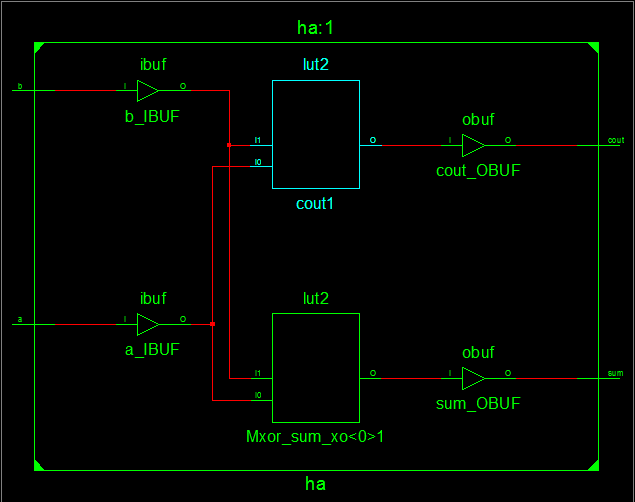 ha:1
ibuf
lut2
b
I
O
b_IBUF
obuf
I1
O
I
O
cout
I0
cout_OBUF
cout1
ibuf
lut2
a
I
O
a_IBUF
obuf
I1
O
I
O
sum
I0
sum_OBUF
Mxor_sum_xo<0>1
ha